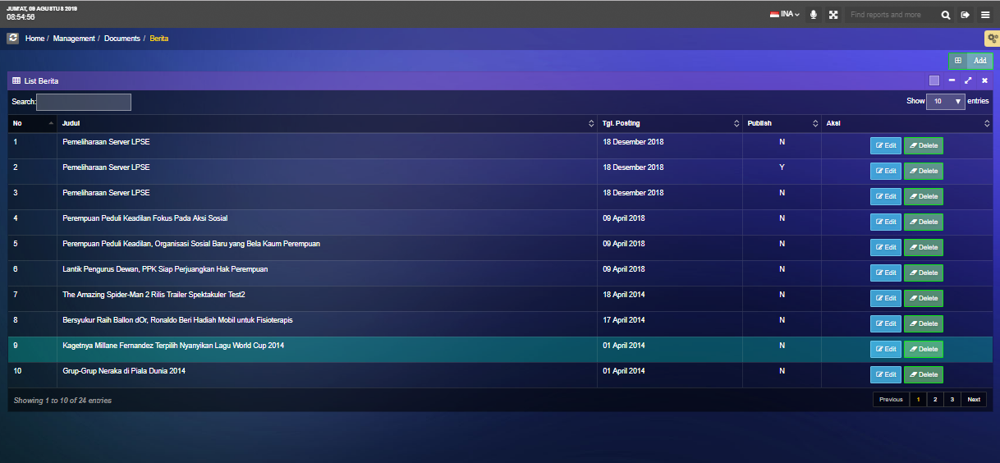 JUM'AT, 09 AGUSTUS 2019
08:54:56
INA
Find reports and more
Home / Management / Documents / Berita
Add
List Berita
Search:
Show 10 entries
No Judul Tgl. Posting Publish Aksi
1 Pemeliharaan Server LPSE 18 Desember 2018 N Edit Delete
2 Pemeliharaan Server LPSE 18 Desember 2018 Y Edit Delete
3 Pemeliharaan Server LPSE 18 Desember 2018 N Edit Delete
4 Perempuan Peduli Keadilan Fokus Pada Aksi Sosial 09 April 2018 N Edit Delete
5 Perempuan Peduli Keadilan, Organisasi Sosial Baru yang Bela Kaum Perempuan 09 April 2018 N Edit Delete
6 Lantik Pengurus Dewan, PPK Siap Perjuangkan Hak Perempuan 09 April 2018 N Edit Delete
7 The Amazing Spider-Man 2 Rilis Trailer Spektakuler Test2 18 April 2014 N Edit Delete
8 Bersyukur Raih Ballon dOr, Ronaldo Beri Hadiah Mobil untuk Fisioterapis 17 April 2014 N Edit Delete
9 Kagetnya Millane Fernandez Terpilih Nyanyikan Lagu World Cup 2014 01 April 2014 N Edit Delete
10 Grup-Grup Neraka di Piala Dunia 2014 01 April 2014 N Edit Delete
Showing 1 to 10 of 24 entries
Previous 1 2 3 Next